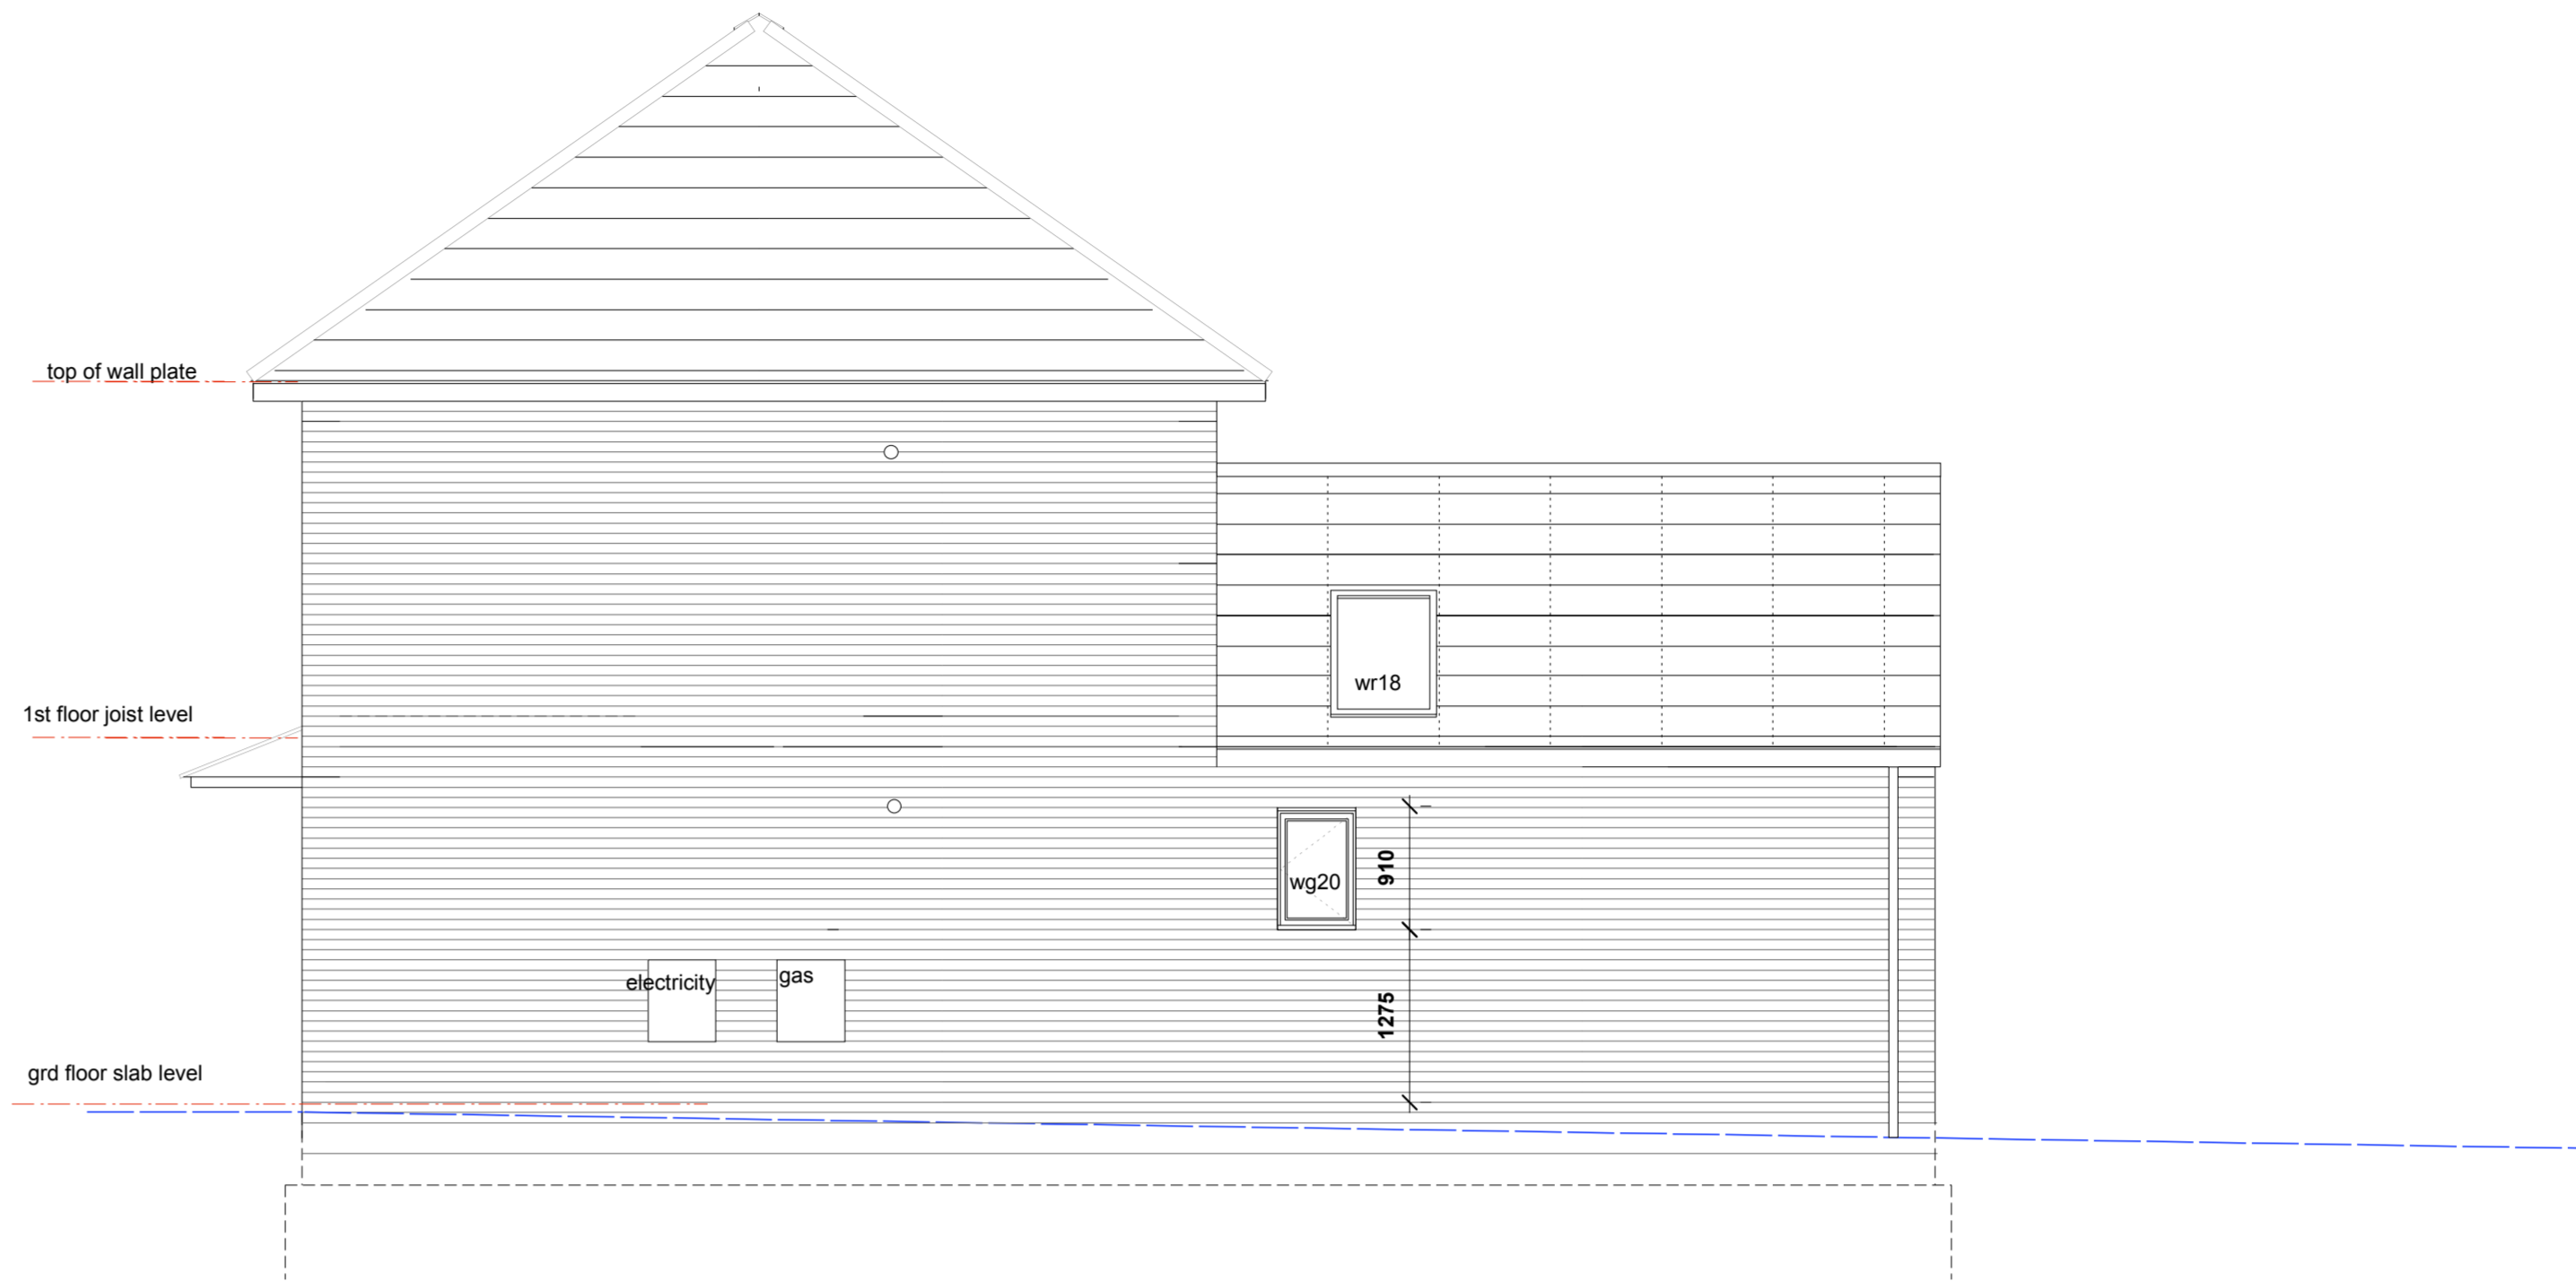 top of wall plate
1st floor joist level
wr18
910
wg20
electricity
gas
1275
grd floor slab level